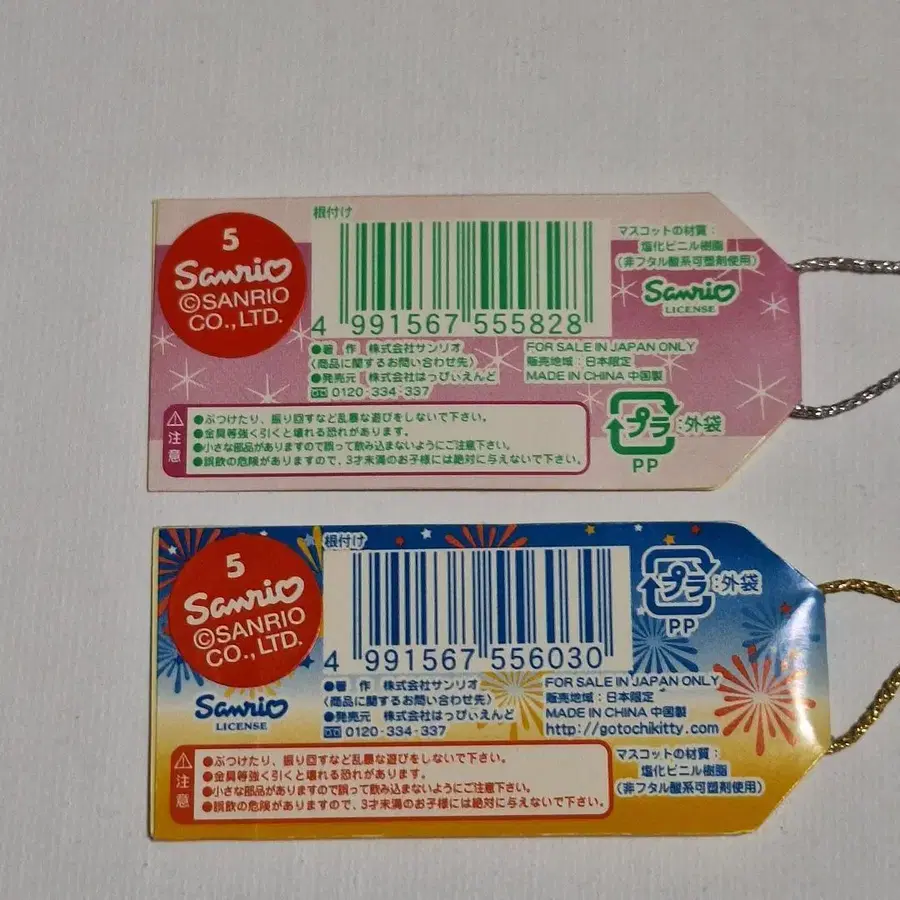 5
Sanrio
©SANRIO
CO.,LTD.
根付け
4 991567 555828
●著 作 株式会社サンリオ
〈商品に関するお問い合わせ先〉
●発売元 株式会社はっぴぃえんど
0120-334-337
FOR SALE IN JAPAN ONLY
販売地域:日本限定
MADE IN CHINA 中国製
マスコットの材質:
塩化ビニル樹脂
(非フタル酸系可塑剤使用)
Sanrio
LICENSE
プラ:外袋
PP
注意
●ぶつけたり、振り回すなど乱暴な遊びをしないで下さい。
●金具等強く引くと壊れる恐れがあります。
●小さな部品がありますので誤って飲み込まないようにご注意下さい。
●誤飲の危険がありますので、3才未満のお子様には絶対に与えないで下さい。
5
Sanrio
©SANRIO
CO.,LTD.
Sanrio
LICENSE
根付け
4 991567 556030
●著 作 株式会社サンリオ
〈商品に関するお問い合わせ先〉
●発売元 株式会社はっぴぃえんど
0120-334-337
プラ:外袋
PP
FOR SALE IN JAPAN ONLY
販売地域:日本限定
MADE IN CHINA 中国製
http://gotochikitty.com
マスコットの材質:
塩化ビニル樹脂
(非フタル酸系可塑剤使用)
注意
●ぶつけたり、振り回すなど乱暴な遊びをしないで下さい。
●金具等強く引くと壊れる恐れがあります。
●小さな部品がありますので誤って飲み込まないようにご注意下さい。
●誤飲の危険がありますので、3才未満のお子様には絶対に与えないで下さい。